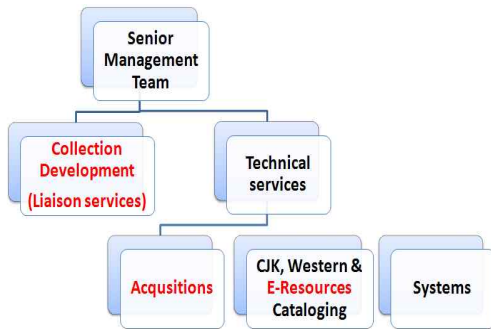 Senior
Management
Team
Collection
Development
(Liaison services)
Technical
services
Acqusitions
CJK, Western &
E-Resources
Cataloging
Systems